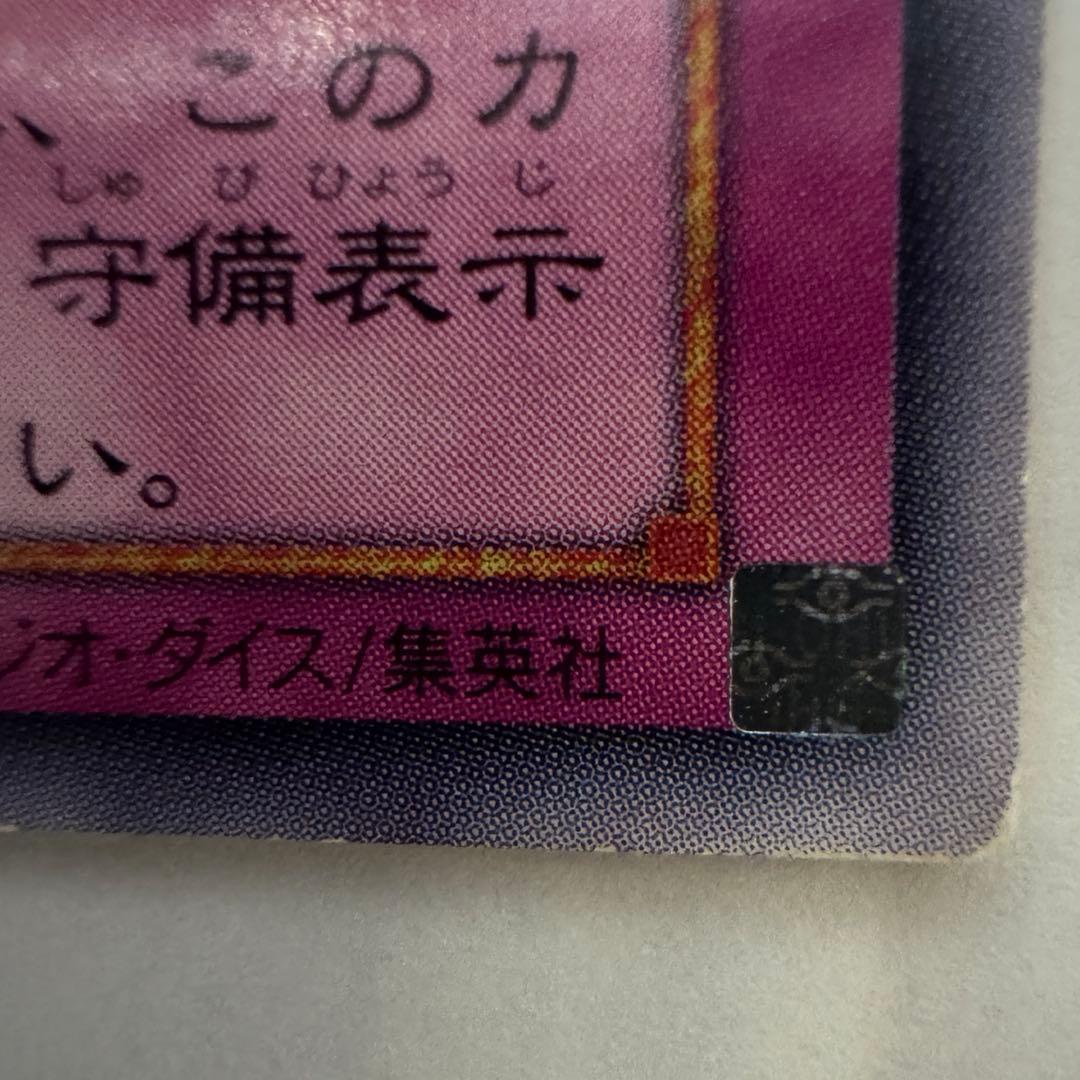 、このカ
しゅ び ひょう じ
守備表示
い。
ジオ・ダイス/集英社